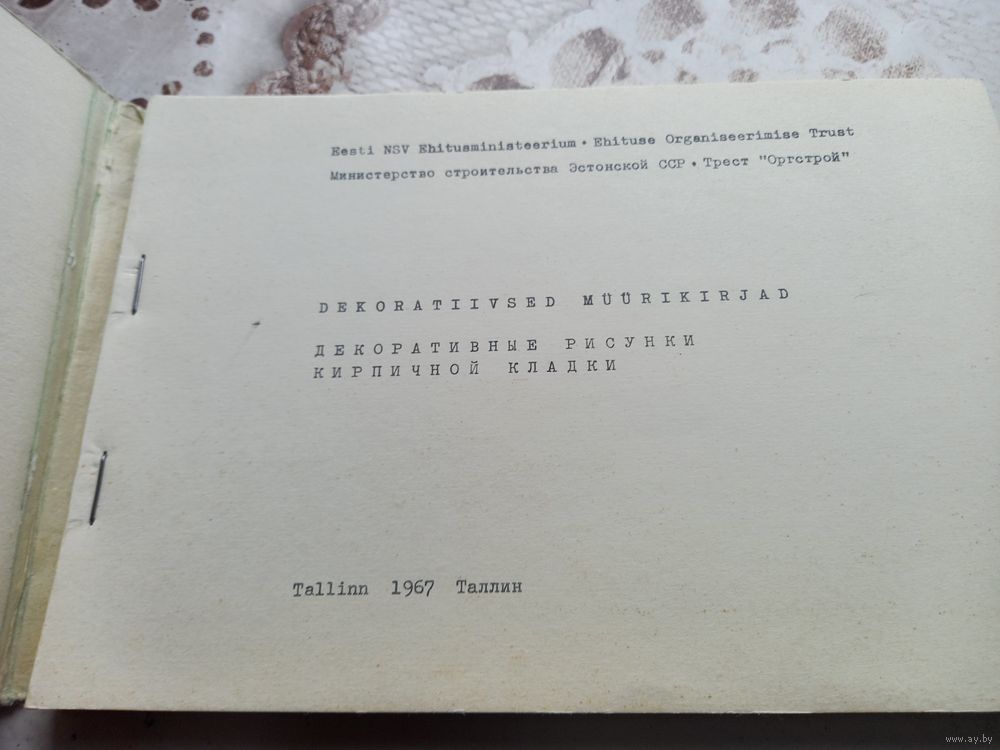 Eesti NSV Ehitusministeerium • Ehituse Organiseerimise Trust
Министерство строительства Эстонской ССР • Трест "Оргстрой"
DEKORATIIVSED MÜÜRIKIRJAD
ДЕКОРАТИВНЫЕ РИСУНКИ
КИРПИЧНОЙ КЛАДКИ
Tallinn 1967 Таллин
www.ay.by